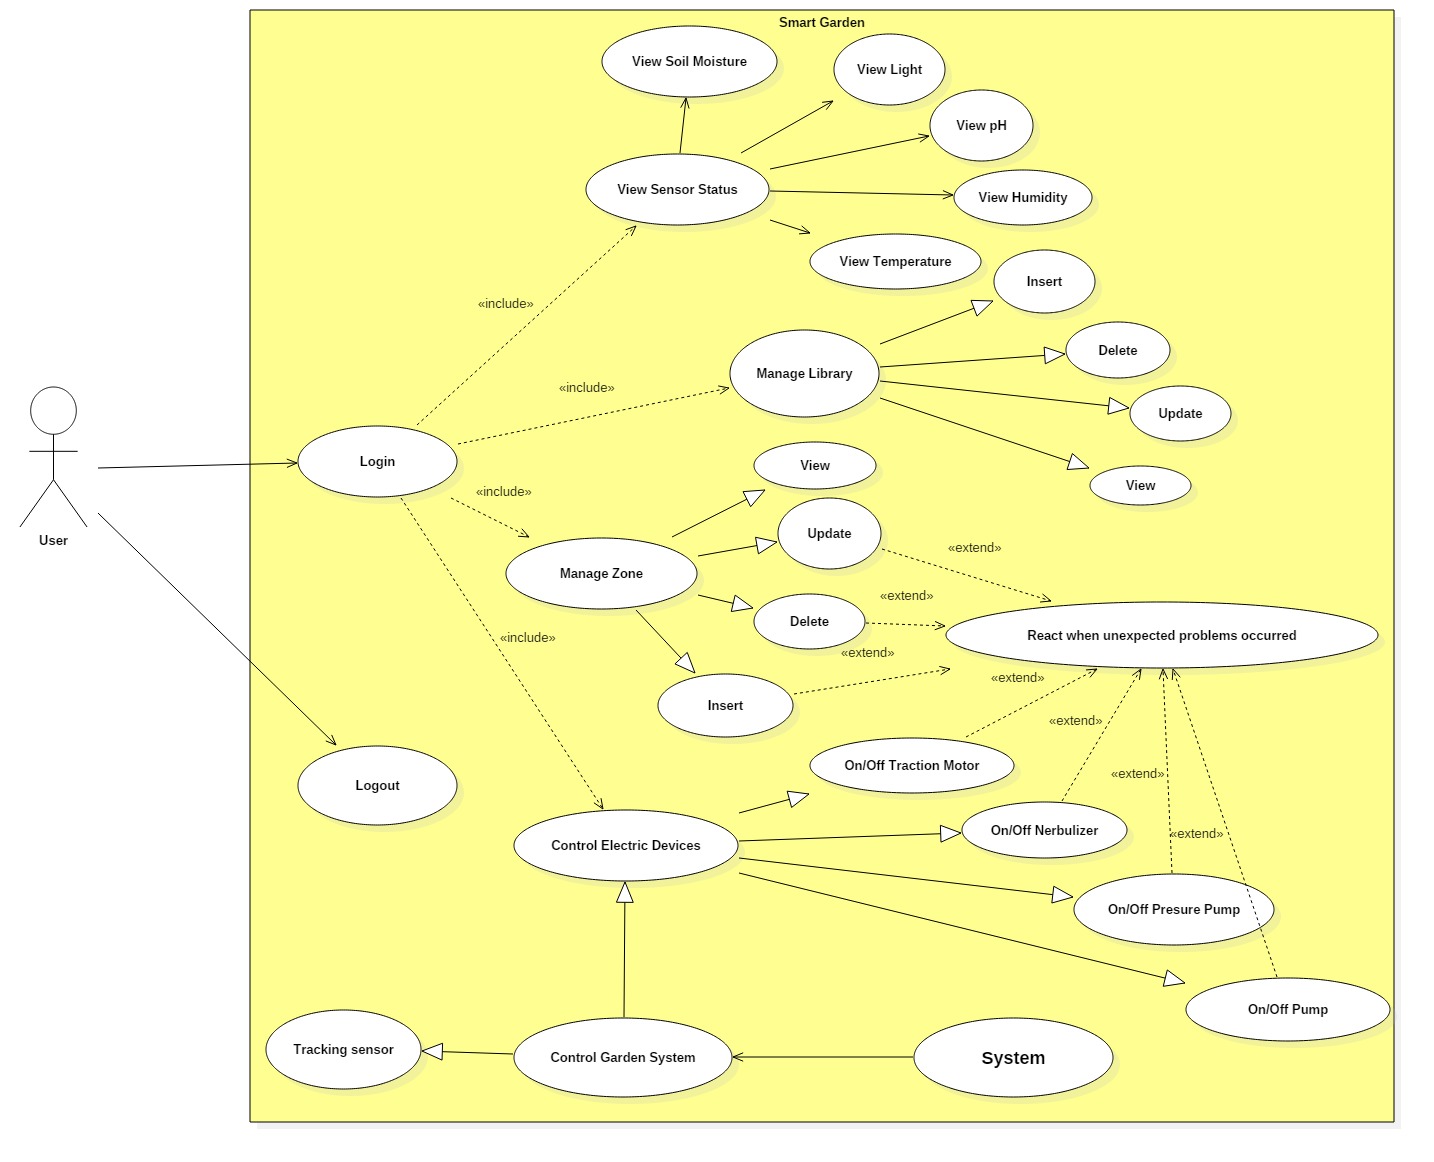 Smart Garden
View Soil Moisture
View Light
View pH
View Sensor Status
View Humidity
View Temperature
Insert
«include»
Delete
Manage Library
«include»
Update
Login
View
View
«include»
Update
User
«extend»
Manage Zone
«extend»
Delete
React when unexpected problems occurred
«include»
«extend»
«extend»
Insert
«extend»
On/Off Traction Motor
«extend»
Logout
On/Off Nerbulizer
«extend»
Control Electric Devices
On/Off Presure Pump
On/Off Pump
Tracking sensor
Control Garden System
System